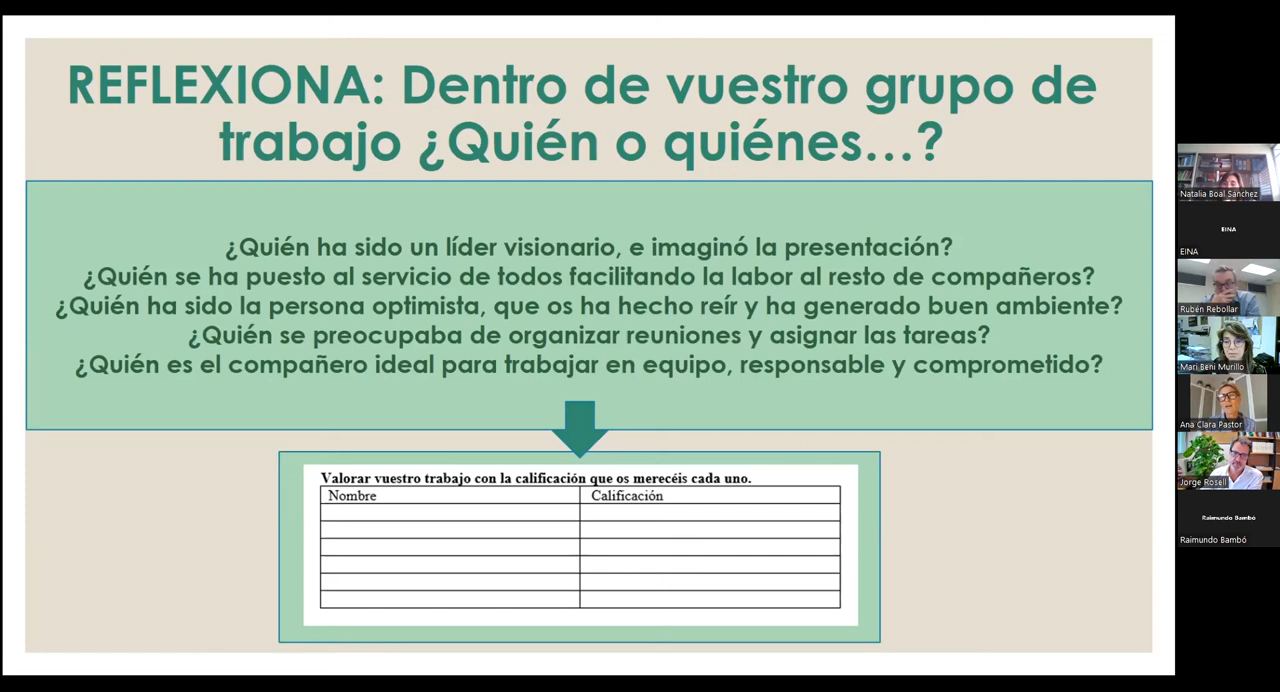 REFLEXIONA: Dentro de vuestro grupo de
trabajo ¿Quién o quiénes...?
¿Quién ha sido un líder visionario, e imaginó la presentación?
¿Quién se ha puesto al servicio de todos facilitando la labor al resto de compañeros?
¿Quién ha sido la persona optimista, que os ha hecho reír y ha generado buen ambiente?
¿Quién se preocupaba de organizar reuniones y asignar las tareas?
¿Quién es el compañero ideal para trabajar en equipo, responsable y comprometido?
Valorar vuestro trabajo con la calificación que os merecéis cada uno.
Nombre Calificación
Natalia Boal Sánchez
EINA
EINA
Rubén Rebollar
Mari Beni Murillo
Ana Clara Pastor
Jorge Rosell
Raimundo Bambó
Raimundo Bambó